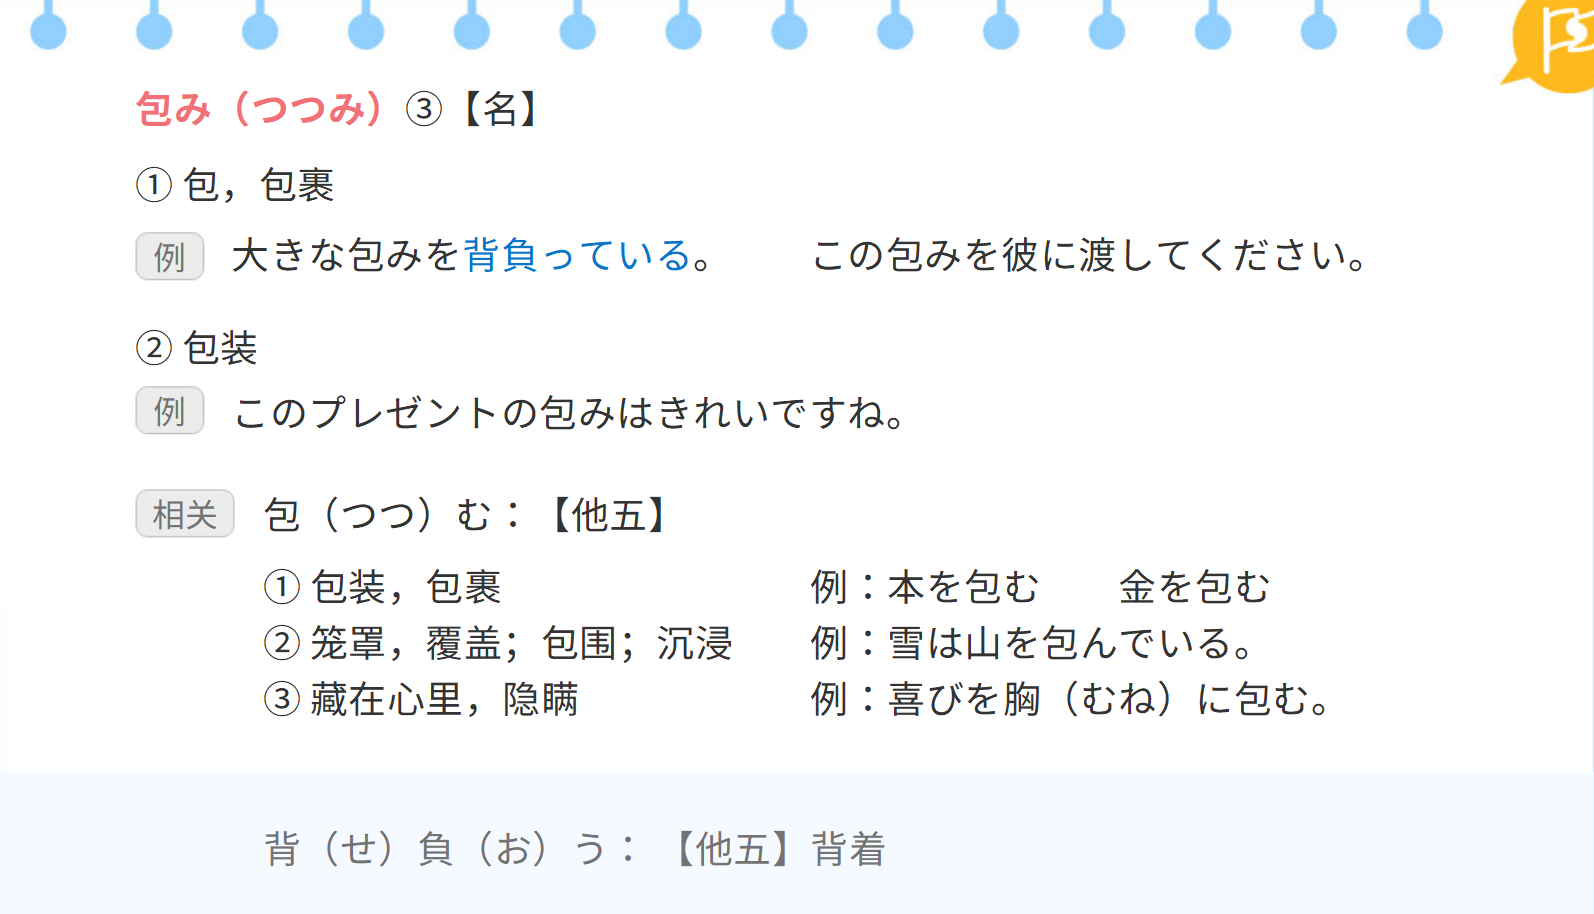 包み（つつみ）③【名】
① 包，包裹
例 大きな包みを背負っている。 この包みを彼に渡してください。
② 包装
例 このプレゼントの包みはきれいですね。
相关 包（つつ）む：【他五】
① 包装，包裹 例：本を包む 金を包む
② 笼罩，覆盖；包围；沉浸 例：雪は山を包んでいる。
③ 藏在心里，隐瞒 例：喜びを胸（むね）に包む。
背（せ）負（お）う：【他五】背着